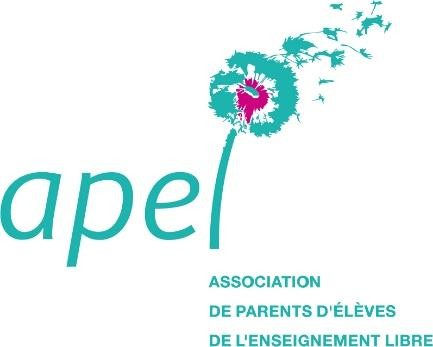 apel
ASSOCIATION
DE PARENTS D'ÉLÈVES
DE L'ENSEIGNEMENT LIBRE